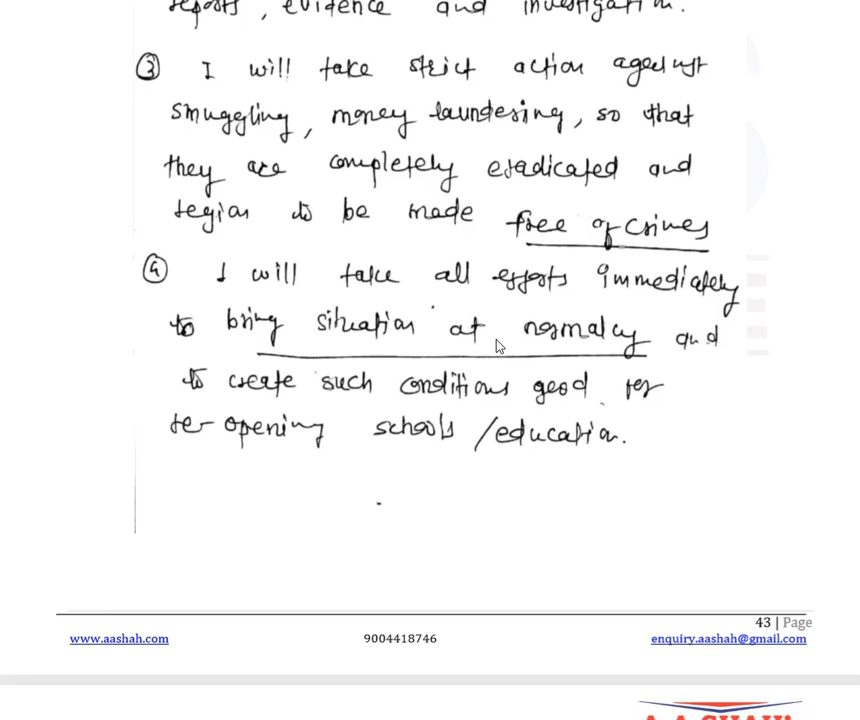 reports, evidence and investigation.
③ I will take strict action against
smuggling, money laundering, so that
they are completely eradicated and
region to be made free of crimes
④ I will take all efforts immediately
to bring situation at normalcy and
to create such conditions good for
re-opening schools/education.
43 | Page
www.aashah.com 9004418746 enquiry.aashah@gmail.com
A A SHAH'